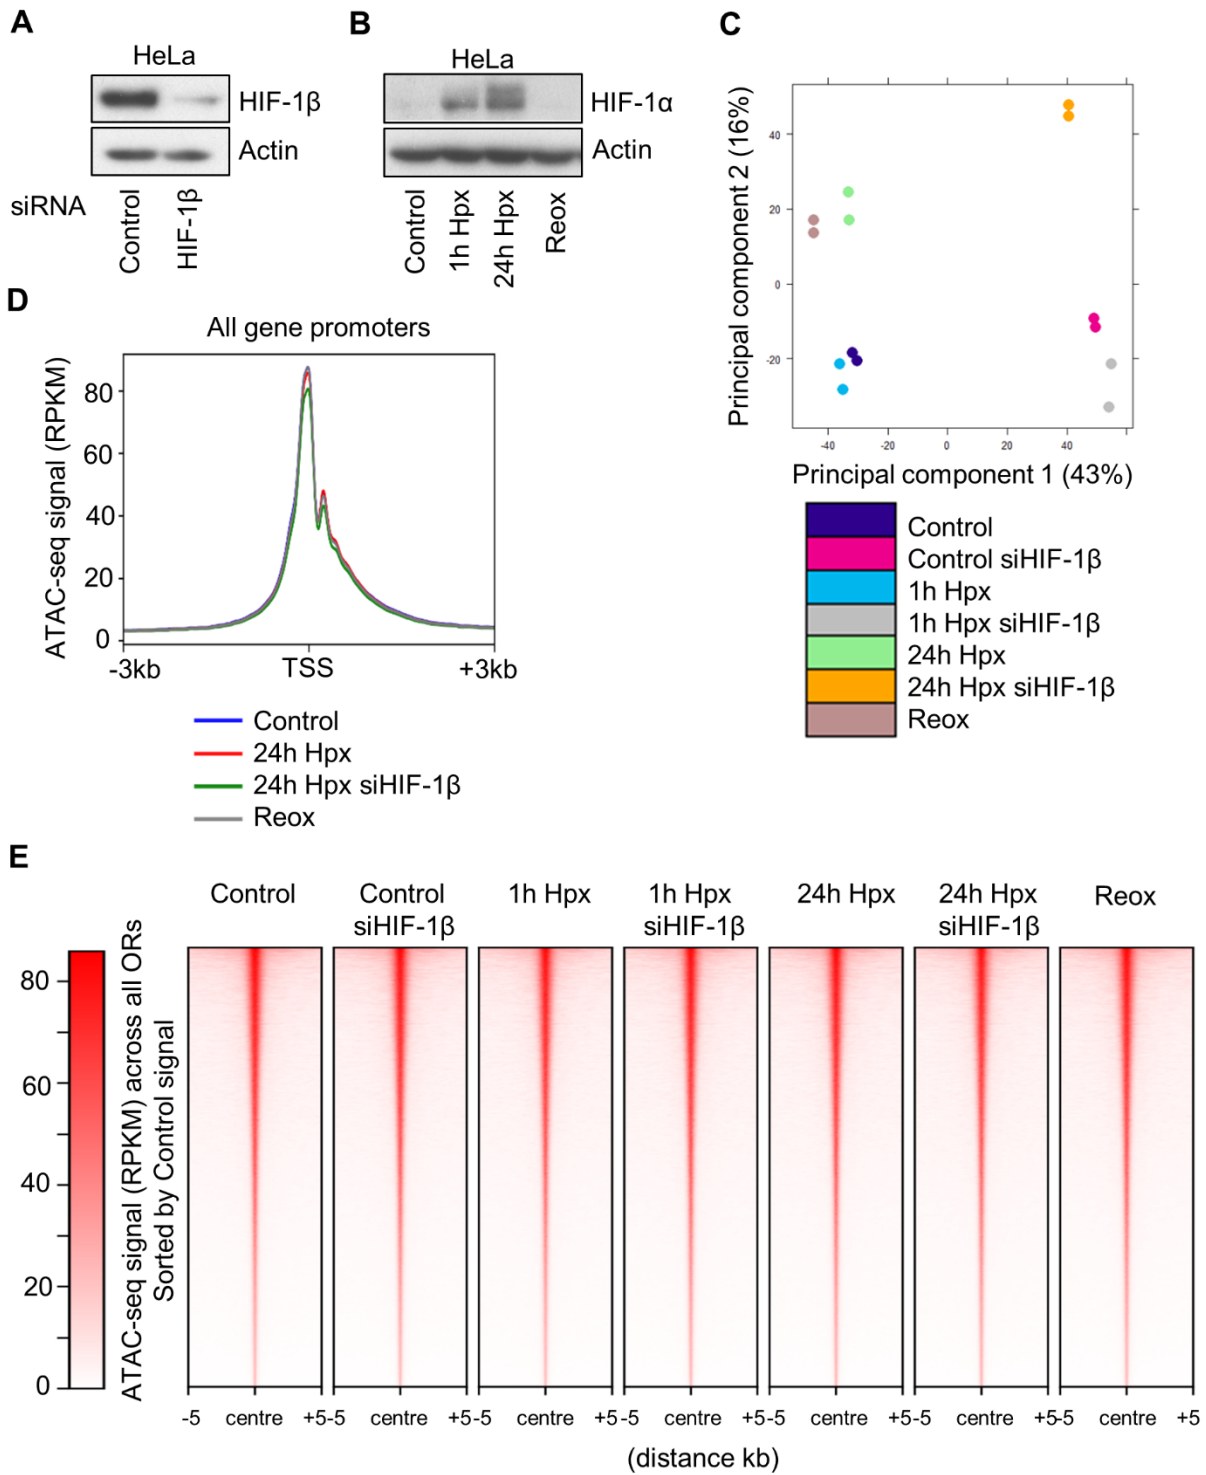 A
HeLa
HIF-1β
Actin
siRNA
Control
HIF-1β
B
HeLa
HIF-1α
Actin
Control
1h Hpx
24h Hpx
Reox
C
Principal component 2 (16%)
40
20
0
-20
-40
-20
0
20
40
Principal component 1 (43%)
Control
Control siHIF-1β
1h Hpx
1h Hpx siHIF-1β
24h Hpx
24h Hpx siHIF-1β
Reox
D
All gene promoters
ATAC-seq signal (RPKM)
80
60
40
20
0
-3kb
TSS
+3kb
Control
24h Hpx
24h Hpx siHIF-1β
Reox
E
Control
Control
siHIF-1β
1h Hpx
1h Hpx
siHIF-1β
24h Hpx
24h Hpx
siHIF-1β
Reox
80
60
40
20
0
ATAC-seq signal (RPKM) across all ORs
Sorted by Control signal
-5 centre +5-5 centre +5-5 centre +5-5 centre +5-5 centre +5-5 centre +5-5 centre +5
(distance kb)